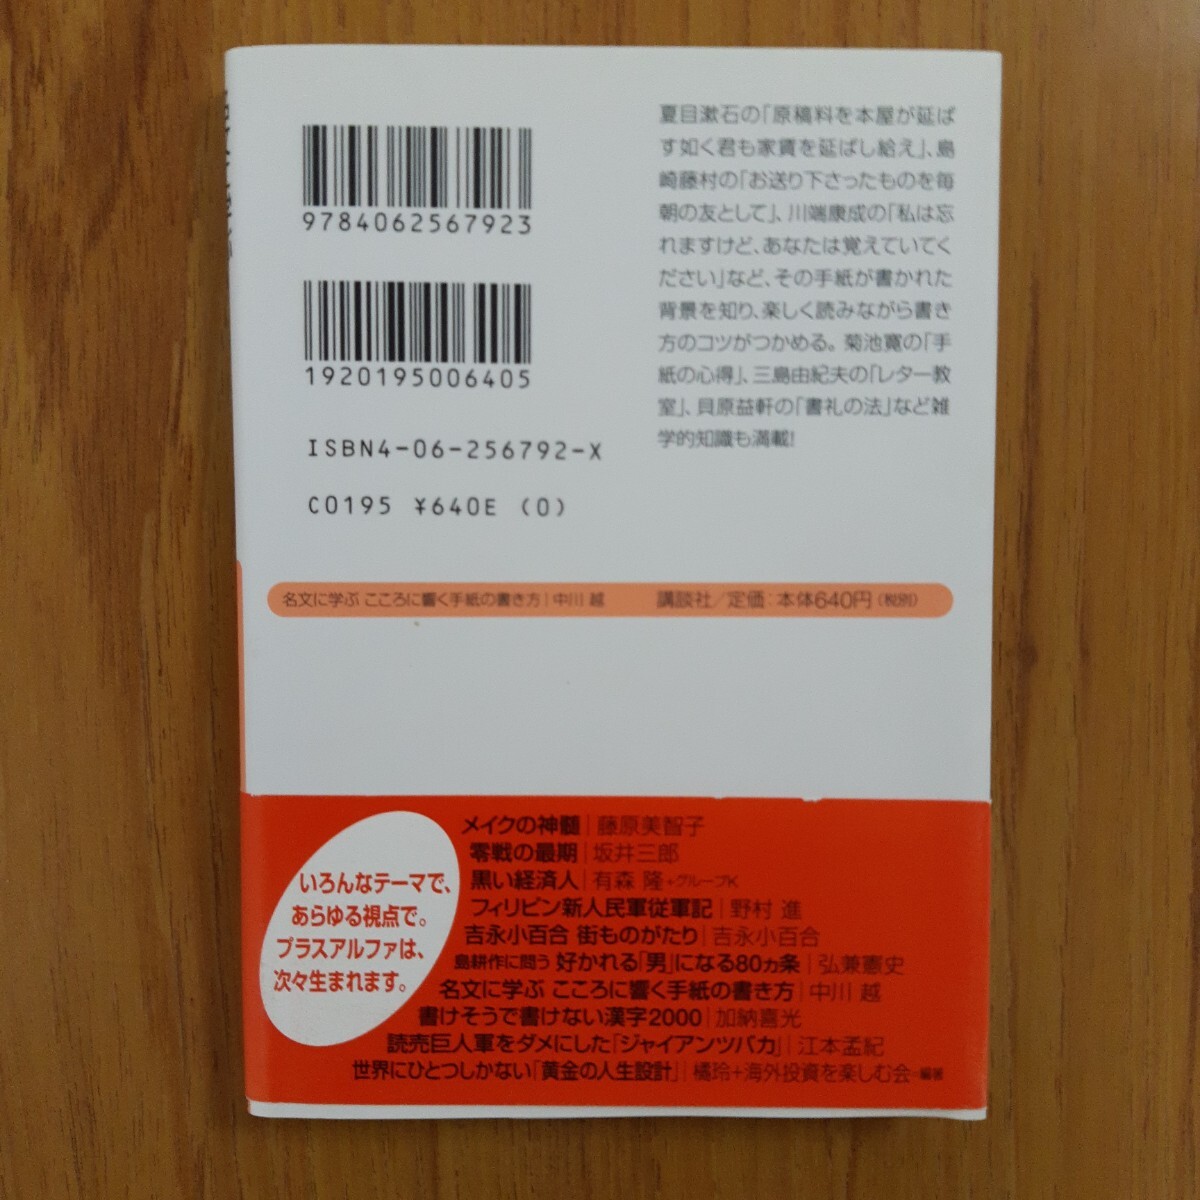 9784062567923
1920195006405
ISBN4-06-256792-X
C0195 ¥640E (0)
夏目漱石の「原稿料を本屋が延ば
す如く君も家賃を延ばし給え」、島
崎藤村の「お送り下さったものを毎
朝の友として」、川端康成の「私は忘
れますけど、あなたは覚えていてく
ださい」など、その手紙が書かれた
背景を知り、楽しく読みながら書き
方のコツがつかめる。菊池寛の「手
紙の心得」、三島由紀夫の「レター教
室」、貝原益軒の「書礼の法」など雑
学的知識も満載!
名文に学ぶ こころに響く手紙の書き方|中川 越 講談社/定価:本体640円(税別)
いろんなテーマで、
あらゆる視点で。
プラスアルファは、
次々生まれます。
メイクの神髄|藤原美智子
零戦の最期|坂井三郎
黒い経済人|有森 隆+グループK
フィリピン新人民軍従軍記|野村 進
吉永小百合 街ものがたり|吉永小百合
島耕作に問う 好かれる「男」になる80ヵ条|弘兼憲史
名文に学ぶ こころに響く手紙の書き方|中川 越
書けそうで書けない漢字2000|加納喜光
読売巨人軍をダメにした「ジャイアンツバカ」|江本孟紀
世界にひとつしかない「黄金の人生設計」|橘玲+海外投資を楽しむ会=編著